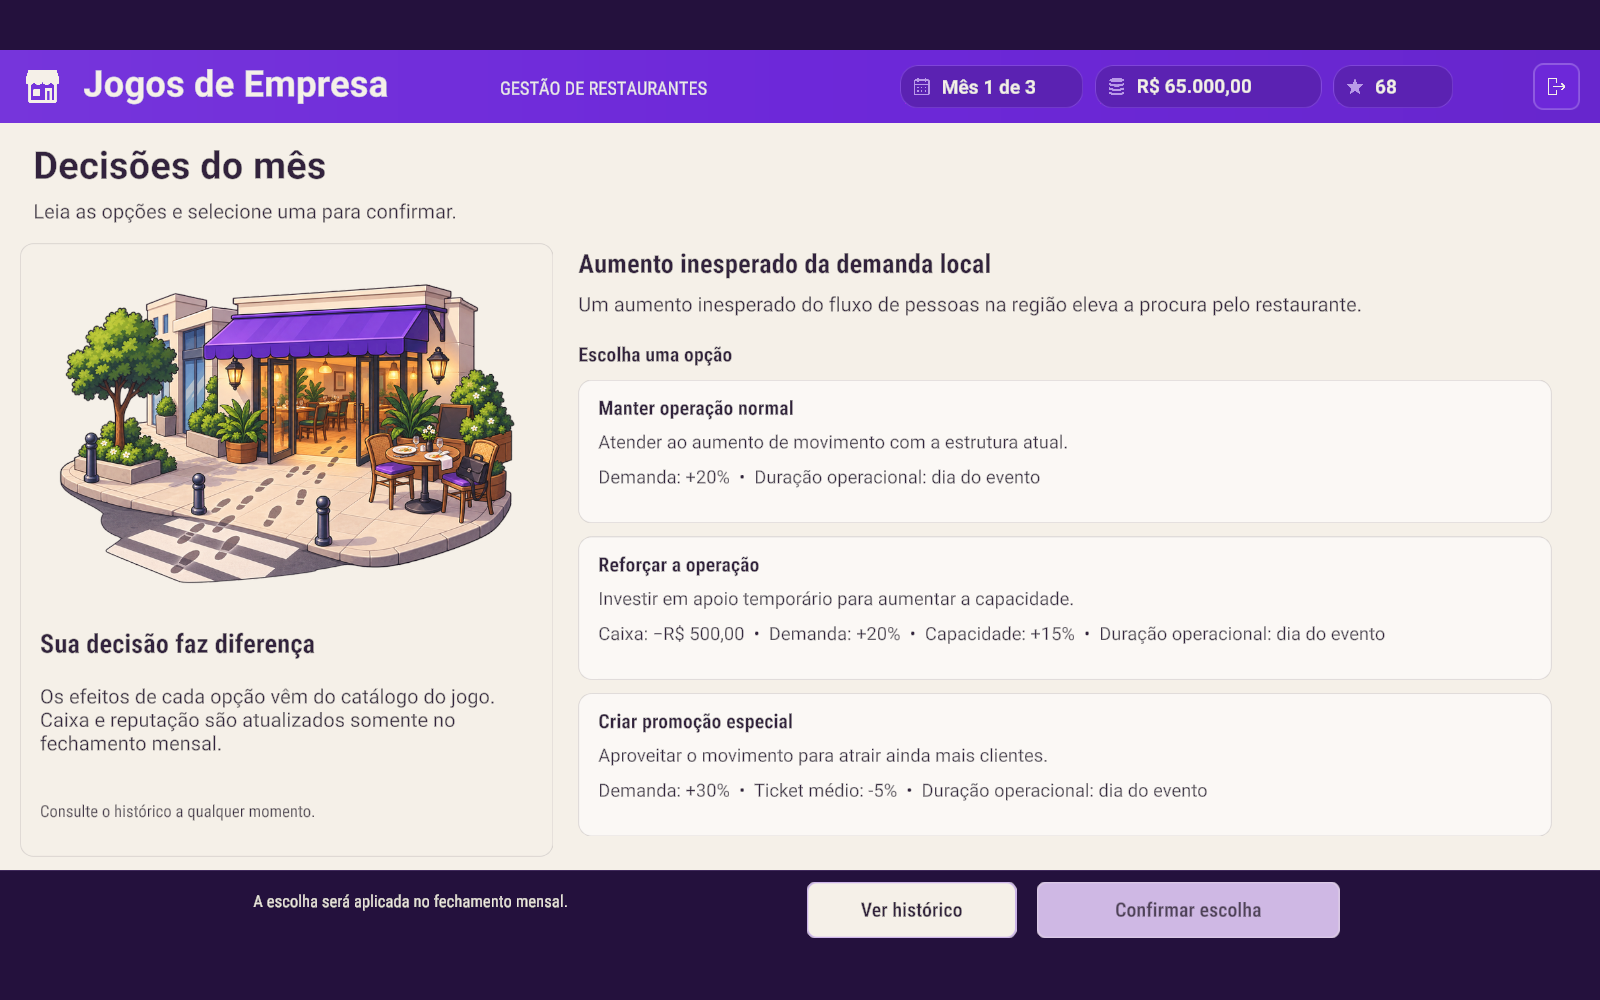 Jogos de Empresa
GESTÃO DE RESTAURANTES
Mês 1 de 3
R$ 65.000,00
68
Decisões do mês
Leia as opções e selecione uma para confirmar.
Sua decisão faz diferença
Os efeitos de cada opção vêm do catálogo do jogo.
Caixa e reputação são atualizados somente no
fechamento mensal.
Consulte o histórico a qualquer momento.
Aumento inesperado da demanda local
Um aumento inesperado do fluxo de pessoas na região eleva a procura pelo restaurante.
Escolha uma opção
Manter operação normal
Atender ao aumento de movimento com a estrutura atual.
Demanda: +20% • Duração operacional: dia do evento
Reforçar a operação
Investir em apoio temporário para aumentar a capacidade.
Caixa: −R$ 500,00 • Demanda: +20% • Capacidade: +15% • Duração operacional: dia do evento
Criar promoção especial
Aproveitar o movimento para atrair ainda mais clientes.
Demanda: +30% • Ticket médio: -5% • Duração operacional: dia do evento
A escolha será aplicada no fechamento mensal.
Ver histórico
Confirmar escolha